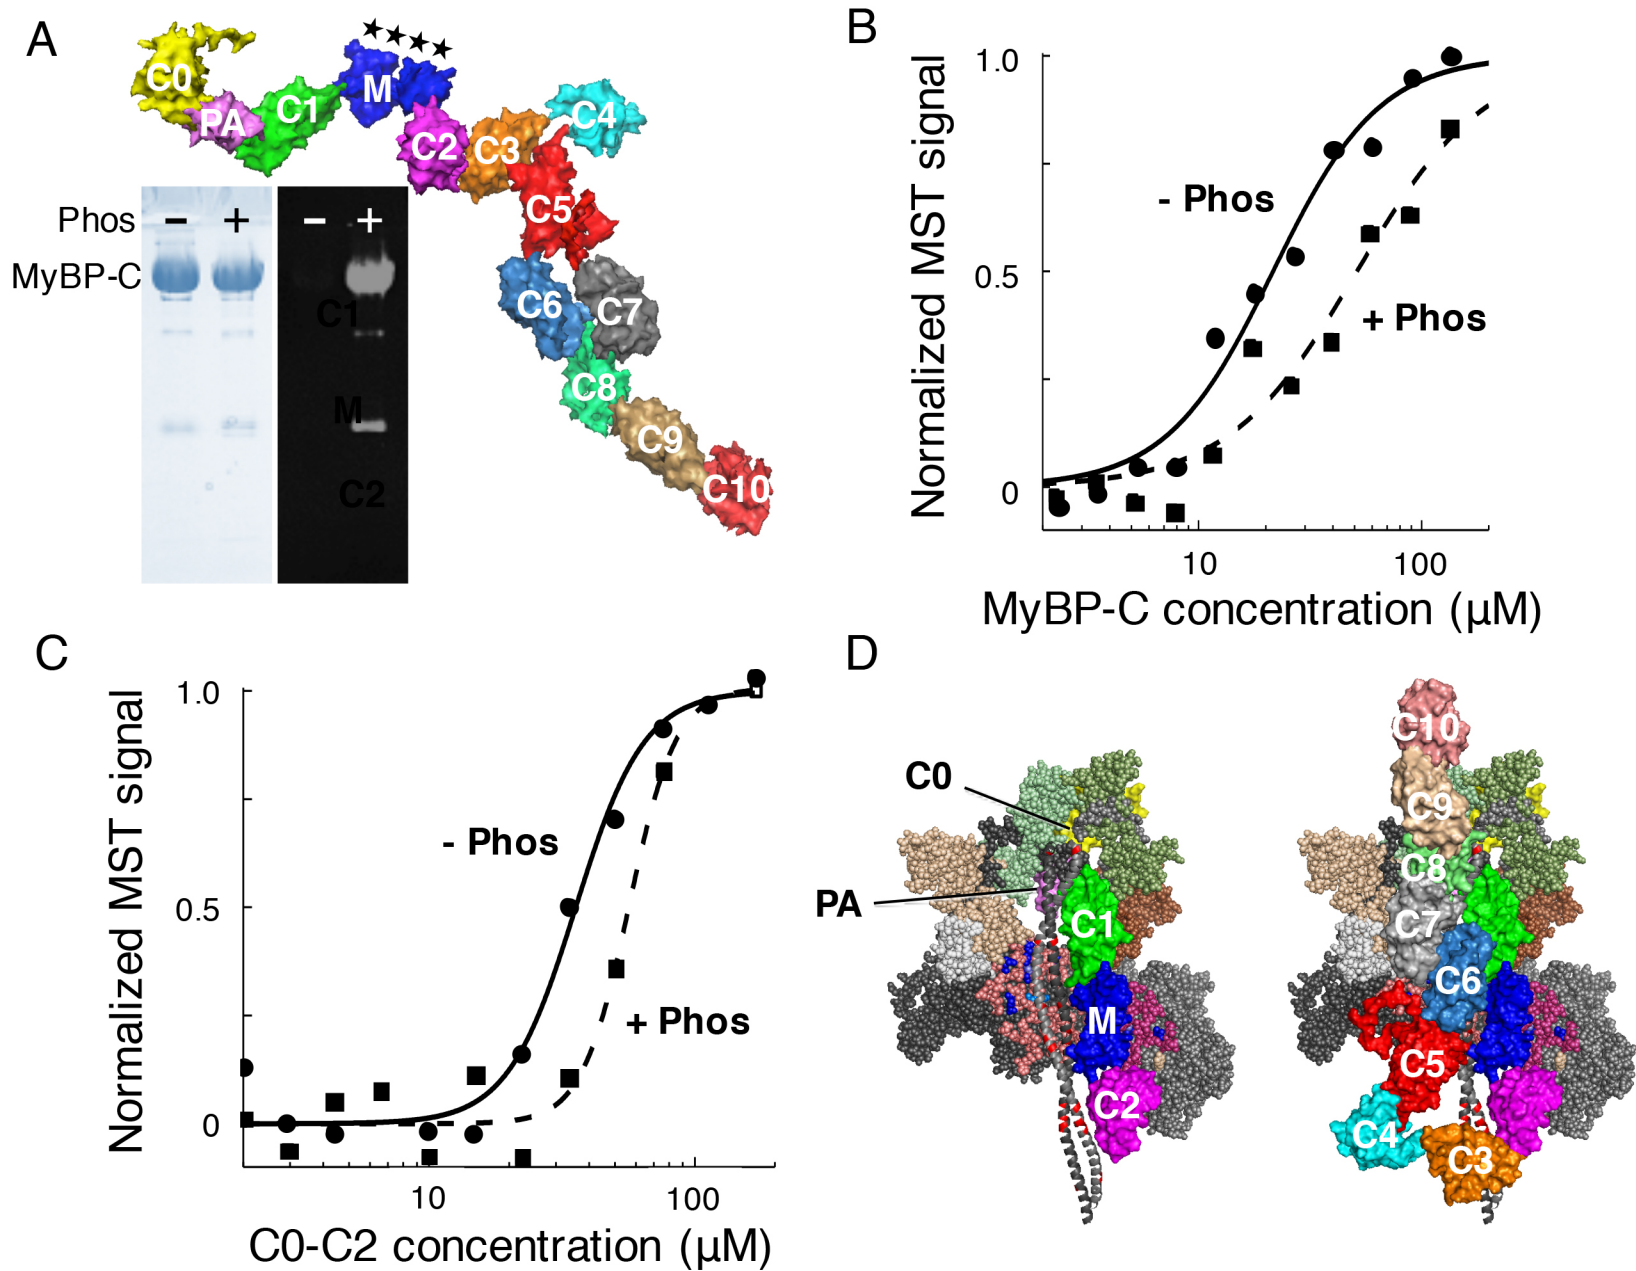 A
C0
PA
C1
M
★★★★
C2
C3
C4
C5
C6
C7
C8
C9
C10
Phos − + − +
MyBP-C
C1
M
C2
B
Normalized MST signal
1.0
0.5
0
- Phos
+ Phos
10 100
MyBP-C concentration (μM)
C
Normalized MST signal
1.0
0.5
0
- Phos
+ Phos
10 100
C0-C2 concentration (μM)
D
C0
PA
C1
M
C2
C10
C9
C8
C7
C6
C5
C4
C3